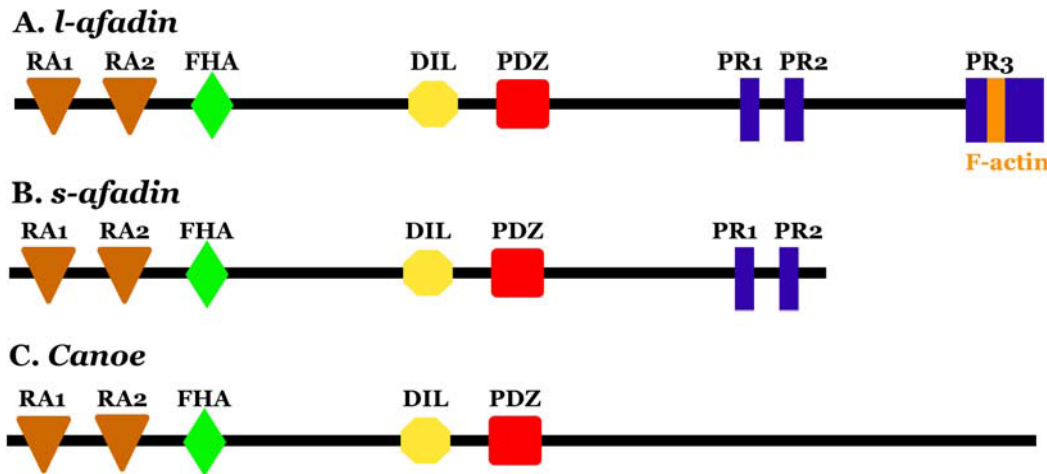 A. l-afadin
RA1 RA2 FHA DIL PDZ PR1 PR2 PR3
F-actin
B. s-afadin
RA1 RA2 FHA DIL PDZ PR1 PR2
C. Canoe
RA1 RA2 FHA DIL PDZ